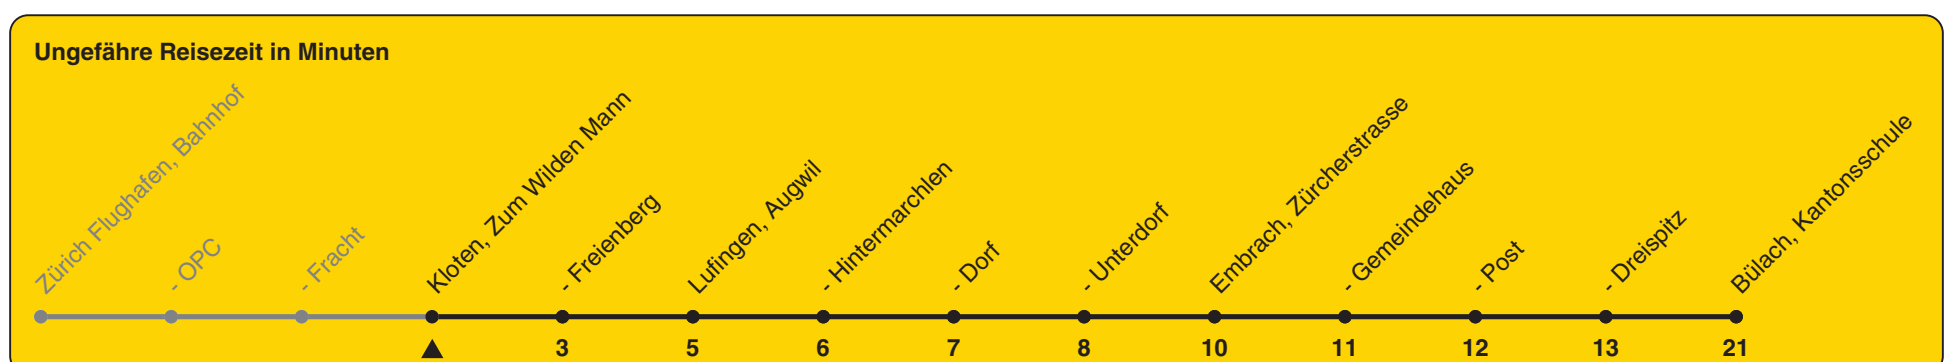 Ungefähre Reisezeit in Minuten
Zürich Flughafen, Bahnhof
- OPC
- Fracht
Kloten, Zum Wilden Mann
- Freienberg
Lufingen, Augwil
- Hintermarchlen
- Dorf
- Unterdorf
Embrach, Zürcherstrasse
- Gemeindehaus
- Post
- Dreispitz
Bülach, Kantonsschule
3 5 6 7 8 10 11 12 13 21